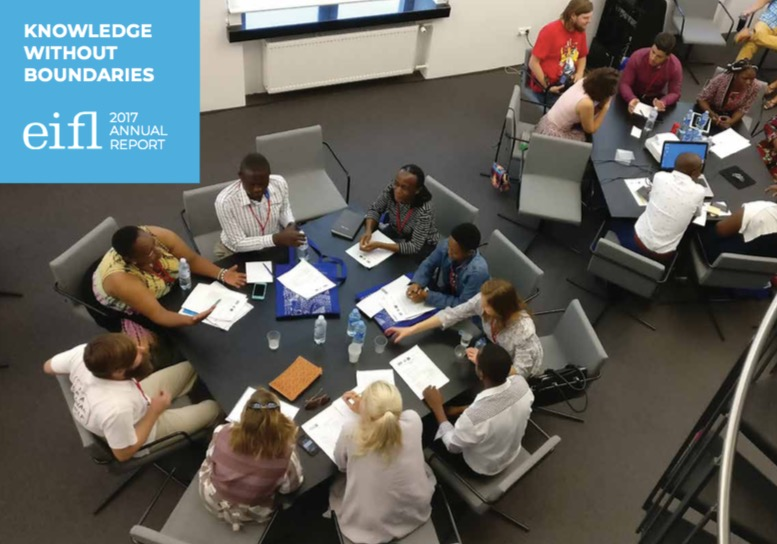 KNOWLEDGE
WITHOUT
BOUNDARIES
eifl 2017
ANNUAL
REPORT